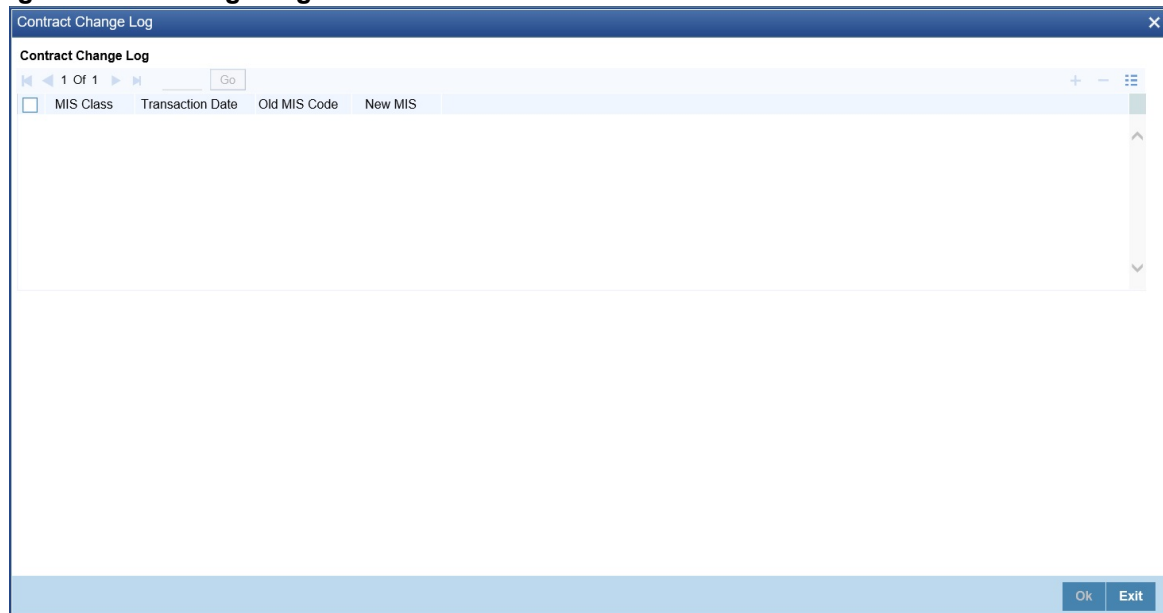 Contract Change Log
Contract Change Log
1 Of 1 Go
MIS Class Transaction Date Old MIS Code New MIS
Ok Exit